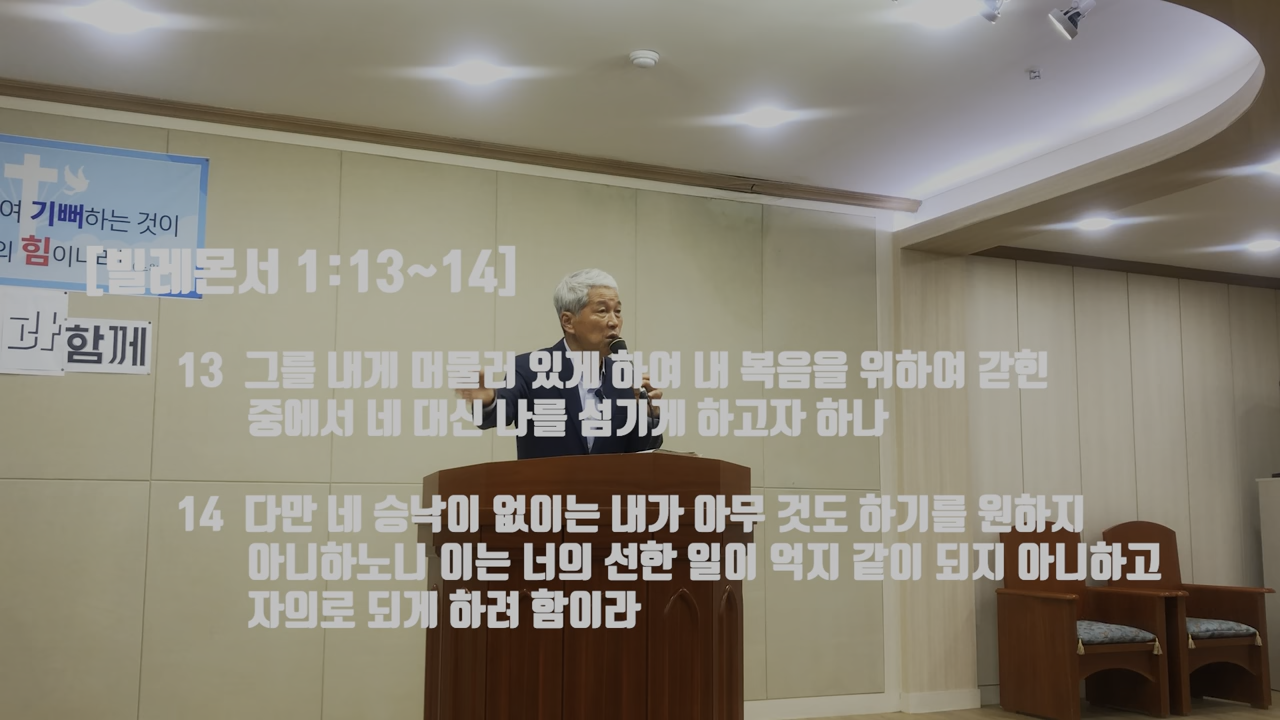 여 기뻐하는 것이
의 힘이니라
과함께
[빌레몬서 1:13~14]
13 그를 내게 머물러 있게 하여 내 복음을 위하여 갇힌
중에서 네 대신 나를 섬기게 하고자 하나
14 다만 네 승낙이 없이는 내가 아무 것도 하기를 원하지
아니하노니 이는 너의 선한 일이 억지 같이 되지 아니하고
자의로 되게 하려 함이라